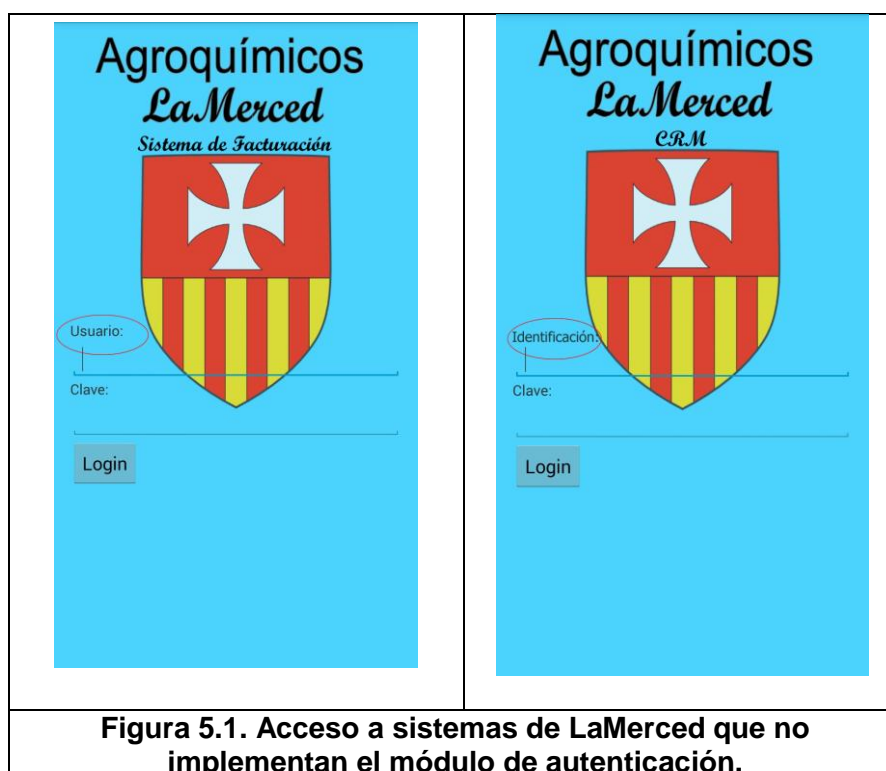 Agroquímicos
LaMerced
Sistema de Facturación
Usuario:
Clave:
Login
Agroquímicos
LaMerced
CRM
Identificación:
Clave:
Login
Figura 5.1. Acceso a sistemas de LaMerced que no
implementan el módulo de autenticación.